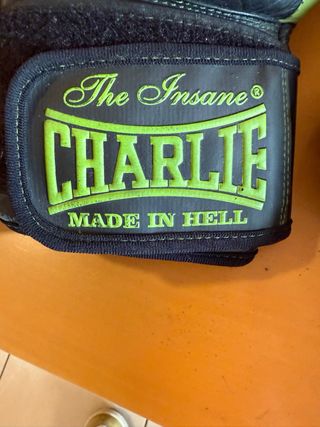 The Insane®
CHARLIE
MADE IN HELL